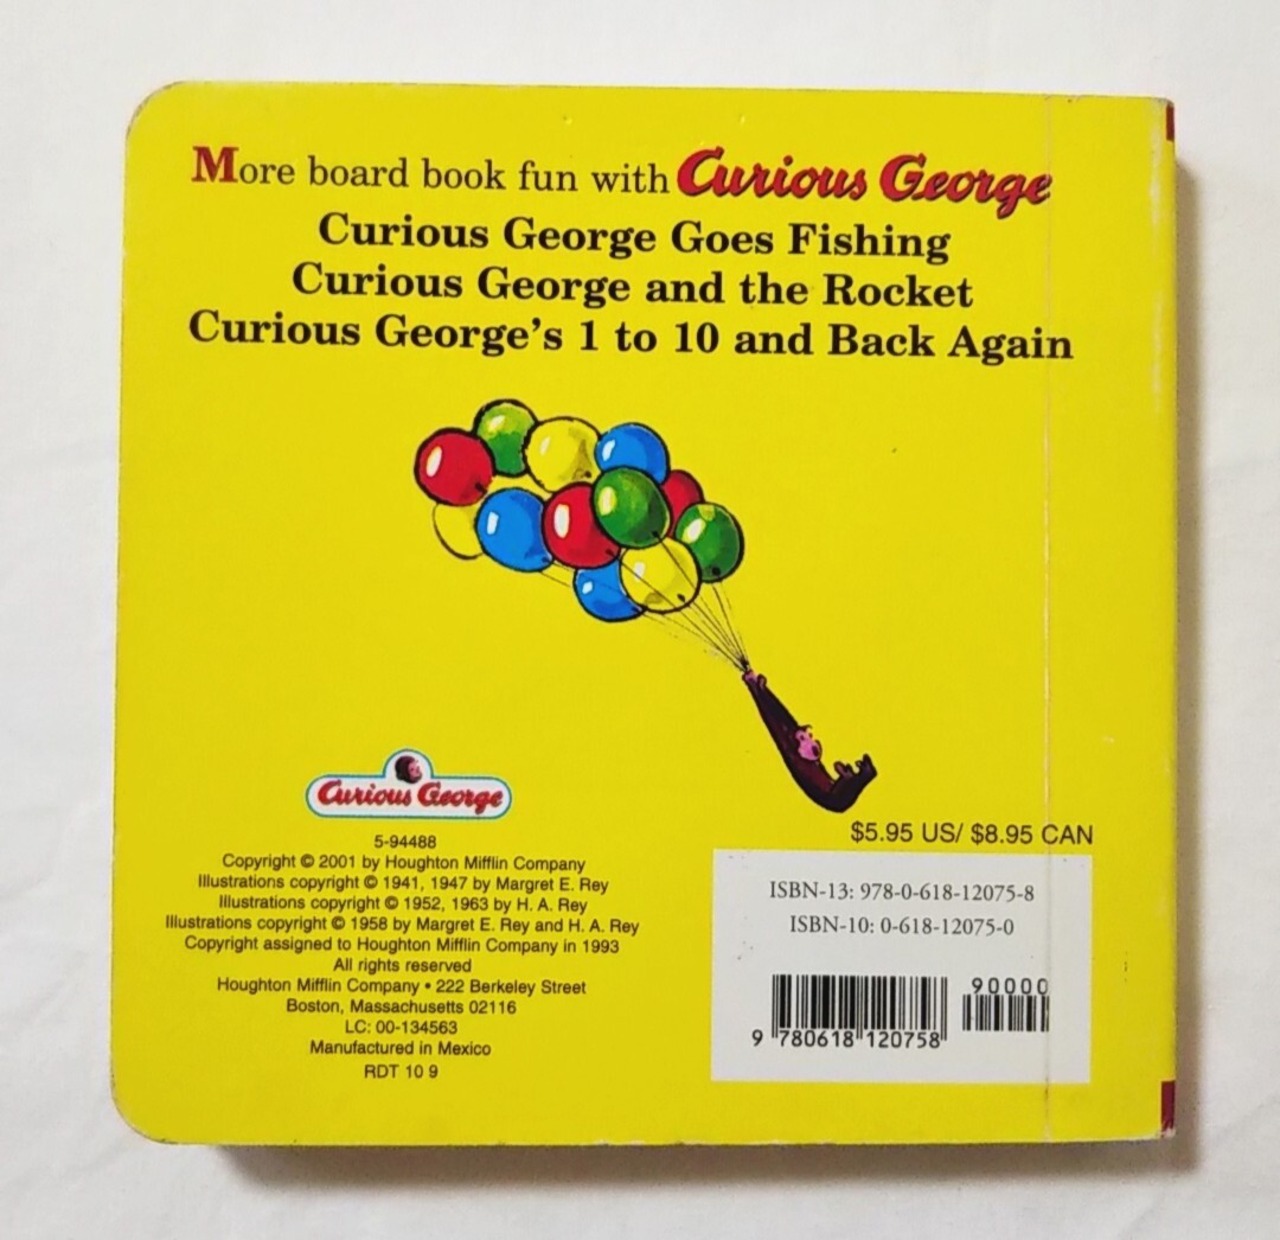 More board book fun with Curious George
Curious George Goes Fishing
Curious George and the Rocket
Curious George's 1 to 10 and Back Again
Curious George
5-94488
Copyright © 2001 by Houghton Mifflin Company
Illustrations copyright © 1941, 1947 by Margret E. Rey
Illustrations copyright © 1952, 1963 by H. A. Rey
Illustrations copyright © 1958 by Margret E. Rey and H. A. Rey
Copyright assigned to Houghton Mifflin Company in 1993
All rights reserved
Houghton Mifflin Company • 222 Berkeley Street
Boston, Massachusetts 02116
LC: 00-134563
Manufactured in Mexico
RDT 10 9
$5.95 US/ $8.95 CAN
ISBN-13: 978-0-618-12075-8
ISBN-10: 0-618-12075-0
90000
9 780618 120758